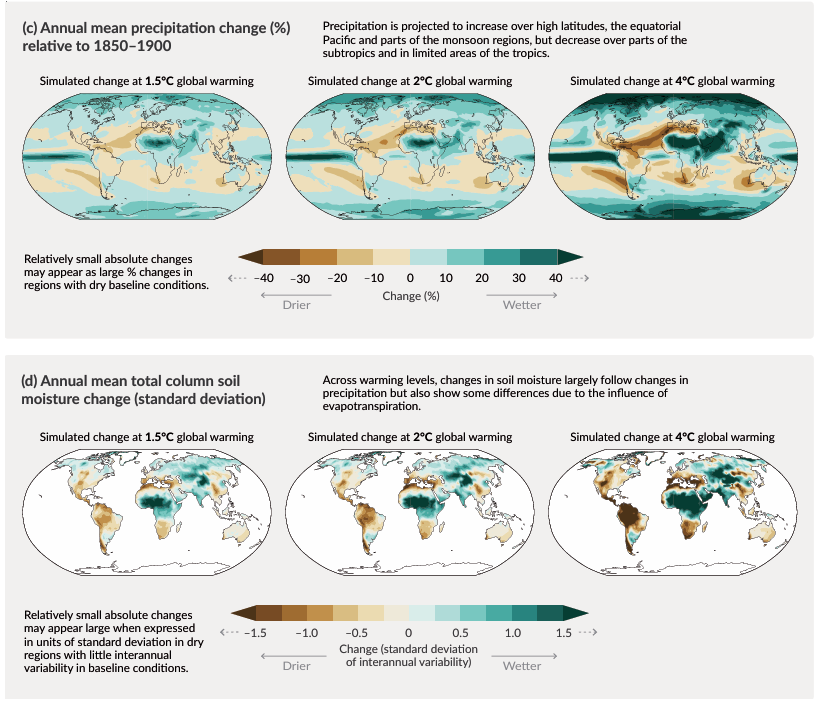 (c) Annual mean precipitation change (%)
relative to 1850–1900
Precipitation is projected to increase over high latitudes, the equatorial
Pacific and parts of the monsoon regions, but decrease over parts of the
subtropics and in limited areas of the tropics.
Simulated change at 1.5°C global warming
Simulated change at 2°C global warming
Simulated change at 4°C global warming
Relatively small absolute changes
may appear as large % changes in
regions with dry baseline conditions.
–40 –30 –20 –10 0 10 20 30 40
Change (%)
Drier
Wetter
(d) Annual mean total column soil
moisture change (standard deviation)
Across warming levels, changes in soil moisture largely follow changes in
precipitation but also show some differences due to the influence of
evapotranspiration.
Simulated change at 1.5°C global warming
Simulated change at 2°C global warming
Simulated change at 4°C global warming
Relatively small absolute changes
may appear large when expressed
in units of standard deviation in dry
regions with little interannual
variability in baseline conditions.
–1.5 –1.0 –0.5 0 0.5 1.0 1.5
Change (standard deviation
of interannual variability)
Drier
Wetter